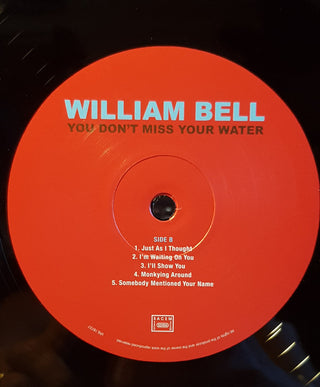 WILLIAM BELL
YOU DON'T MISS YOUR WATER
SIDE B
1. Just As I Thought
2. I'm Waiting On You
3. I'll Show You
4. Monkying Around
5. Somebody Mentioned Your Name
SACEM